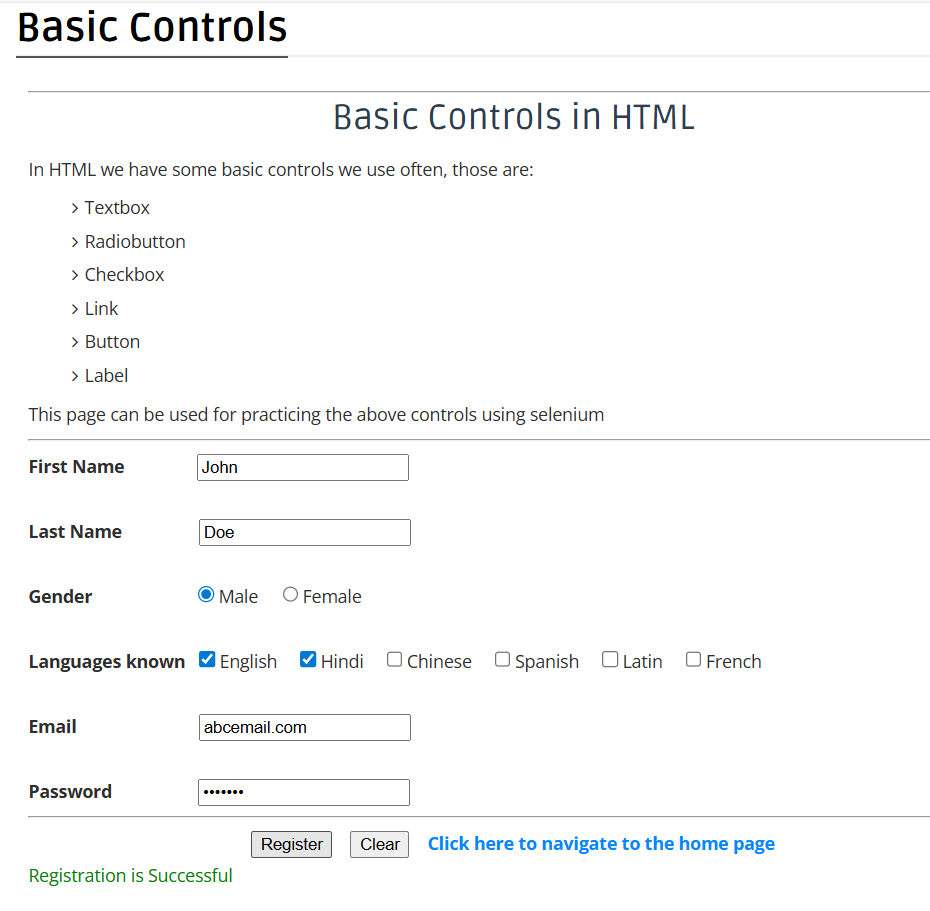 Basic Controls
Basic Controls in HTML
In HTML we have some basic controls we use often, those are:
> Textbox
> Radiobutton
> Checkbox
> Link
> Button
> Label
This page can be used for practicing the above controls using selenium
First Name John
Last Name Doe
Gender Male Female
Languages known English Hindi Chinese Spanish Latin French
Email abcemail.com
Password •••••••
Register Clear Click here to navigate to the home page
Registration is Successful